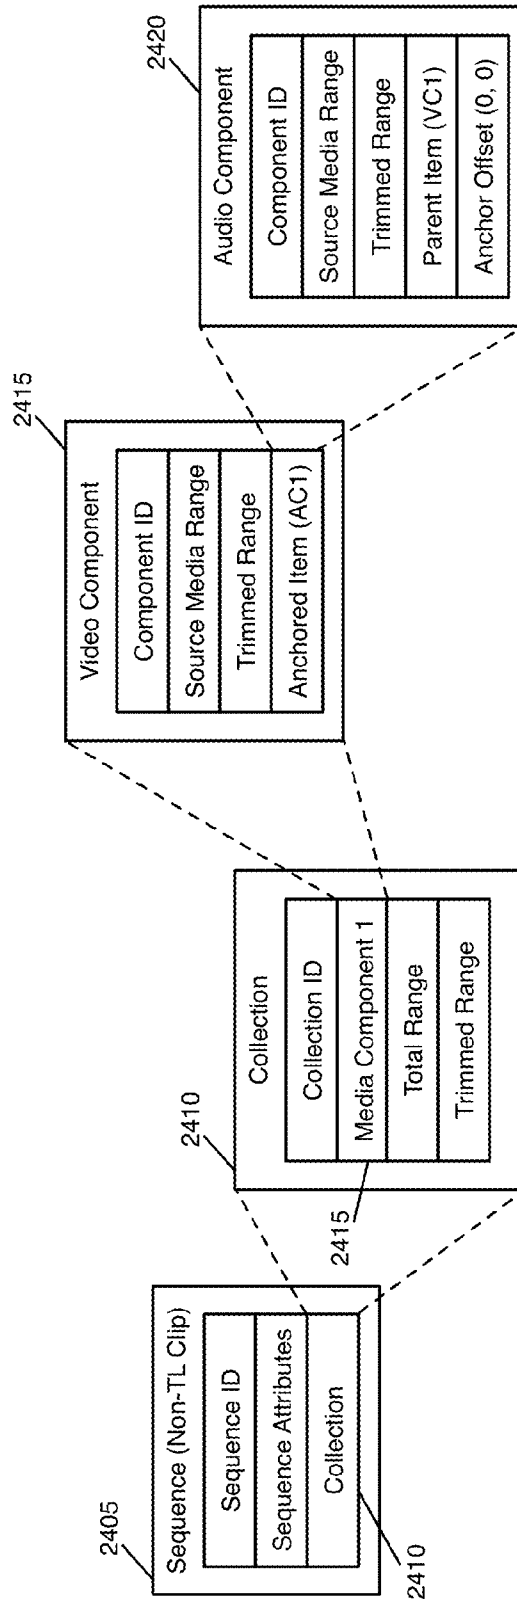 2405
Sequence (Non-TL Clip)
Sequence ID
Sequence Attributes
Collection
2410
2410
Collection
Collection ID
Media Component 1
Total Range
Trimmed Range
2415
2415
Video Component
Component ID
Source Media Range
Trimmed Range
Anchored Item (AC1)
2420
Audio Component
Component ID
Source Media Range
Trimmed Range
Parent Item (VC1)
Anchor Offset (0, 0)